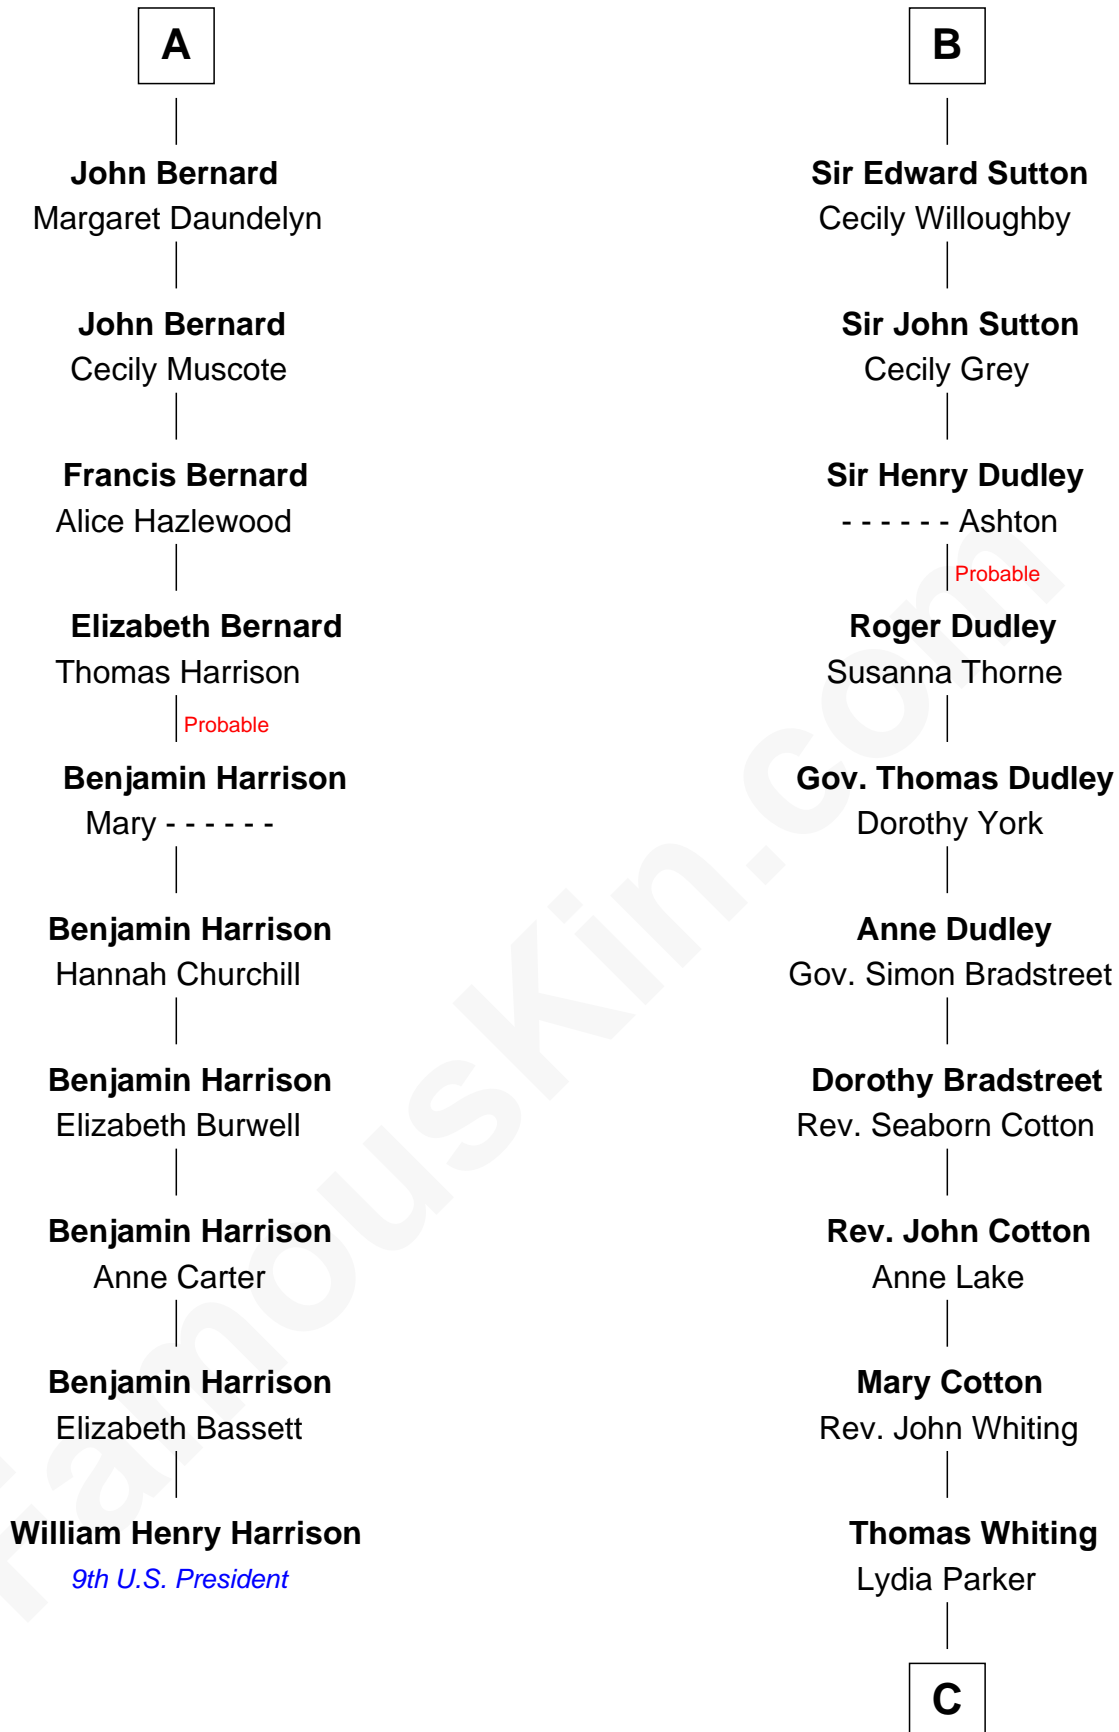 A
John Bernard
Margaret Daundelyn
John Bernard
Cecily Muscote
Francis Bernard
Alice Hazlewood
Elizabeth Bernard
Thomas Harrison
Probable
Benjamin Harrison
Mary - - - - - -
Benjamin Harrison
Hannah Churchill
Benjamin Harrison
Elizabeth Burwell
Benjamin Harrison
Anne Carter
Benjamin Harrison
Elizabeth Bassett
William Henry Harrison
9th U.S. President
B
Sir Edward Sutton
Cecily Willoughby
Sir John Sutton
Cecily Grey
Sir Henry Dudley
- - - - - - Ashton
Probable
Roger Dudley
Susanna Thorne
Gov. Thomas Dudley
Dorothy York
Anne Dudley
Gov. Simon Bradstreet
Dorothy Bradstreet
Rev. Seaborn Cotton
Rev. John Cotton
Anne Lake
Mary Cotton
Rev. John Whiting
Thomas Whiting
Lydia Parker
C
FamousKin.com